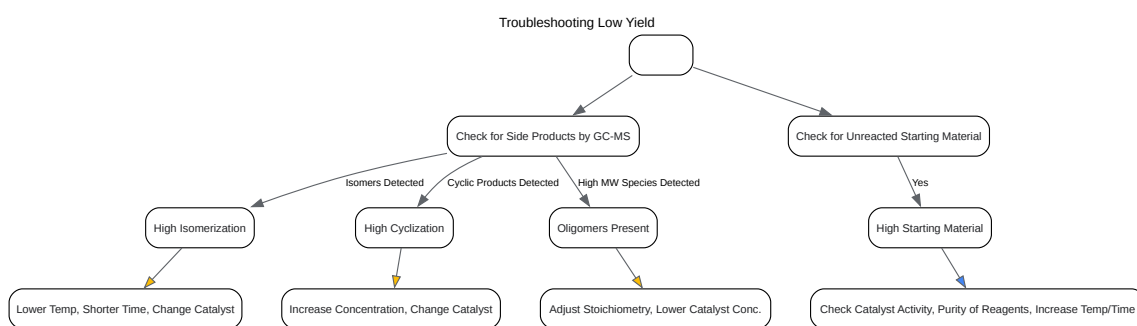 Troubleshooting Low Yield
Check for Side Products by GC-MS
Check for Unreacted Starting Material
Isomers Detected
Cyclic Products Detected
High MW Species Detected
Yes
High Isomerization
High Cyclization
Oligomers Present
High Starting Material
Lower Temp, Shorter Time, Change Catalyst
Increase Concentration, Change Catalyst
Adjust Stoichiometry, Lower Catalyst Conc.
Check Catalyst Activity, Purity of Reagents, Increase Temp/Time